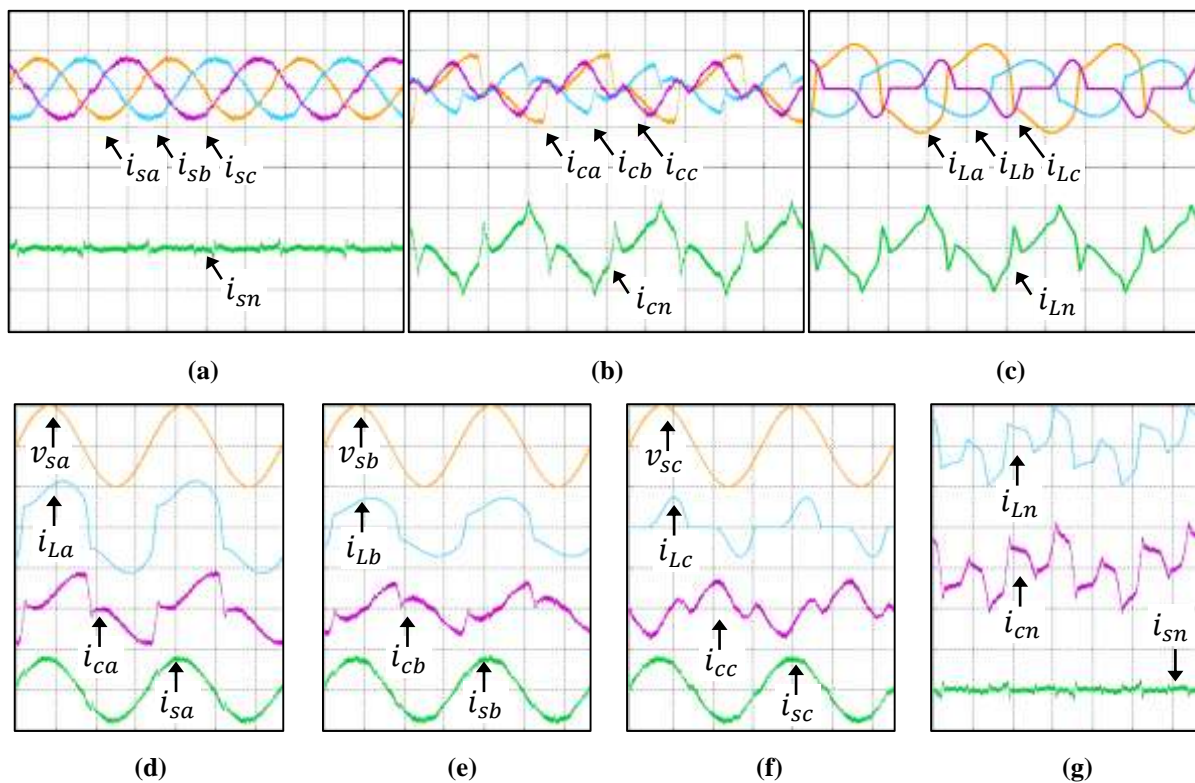 i_sa i_sb i_sc
i_sn
(a)
i_ca i_cb i_cc
i_cn
(b)
i_La i_Lb i_Lc
i_Ln
(c)
v_sa
i_La
i_ca
i_sa
(d)
v_sb
i_Lb
i_cb
i_sb
(e)
v_sc
i_Lc
i_cc
i_sc
(f)
i_Ln
i_cn
i_sn
(g)